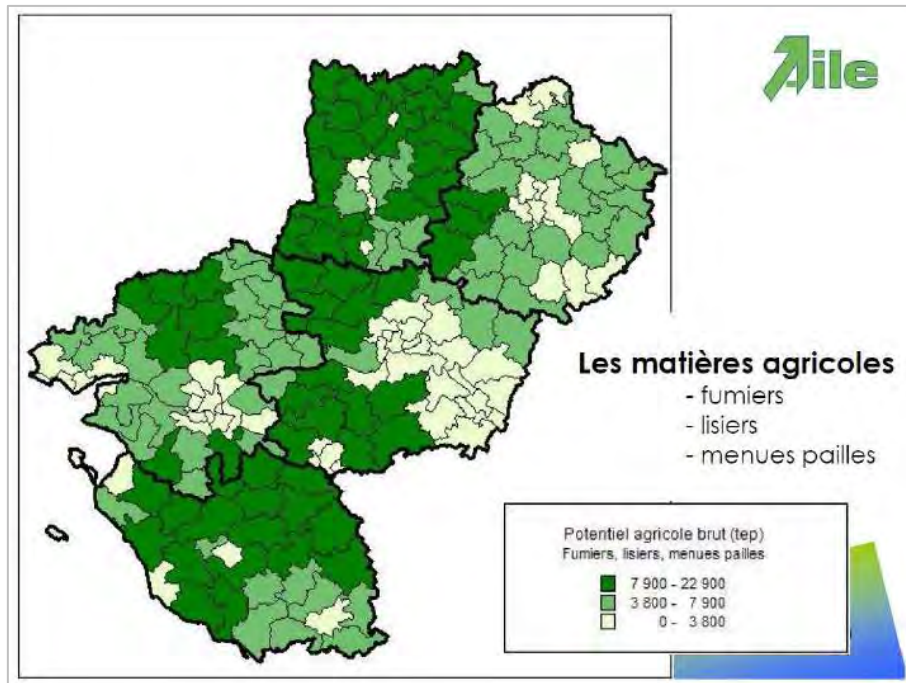 Aile
Les matières agricoles
- fumiers
- lisiers
- menues pailles
Potentiel agricole brut (tep)
Fumiers, lisiers, menues pailles
7 900 - 22 900
3 800 - 7 900
0 - 3 800